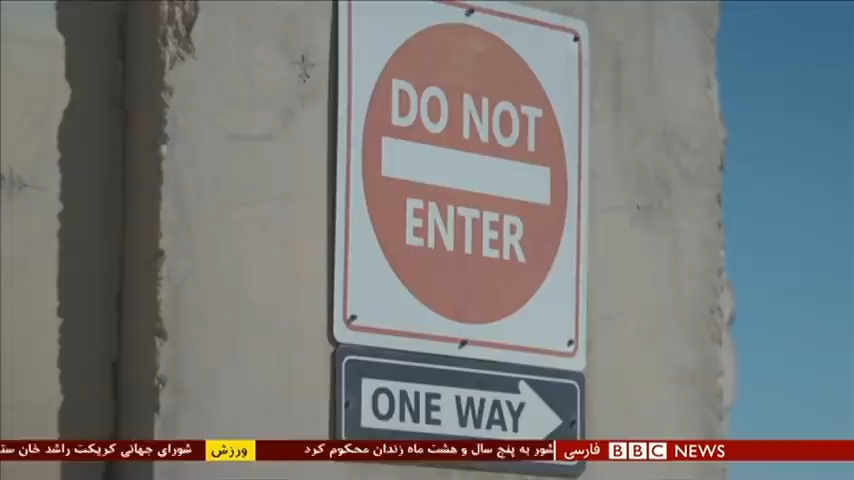 DO NOT
ENTER
ONE WAY
شور به پنج سال و هشت ماه زندان محکوم کرد ورزش شورای جهانی کریکت راشد خان
فارسی BBC NEWS